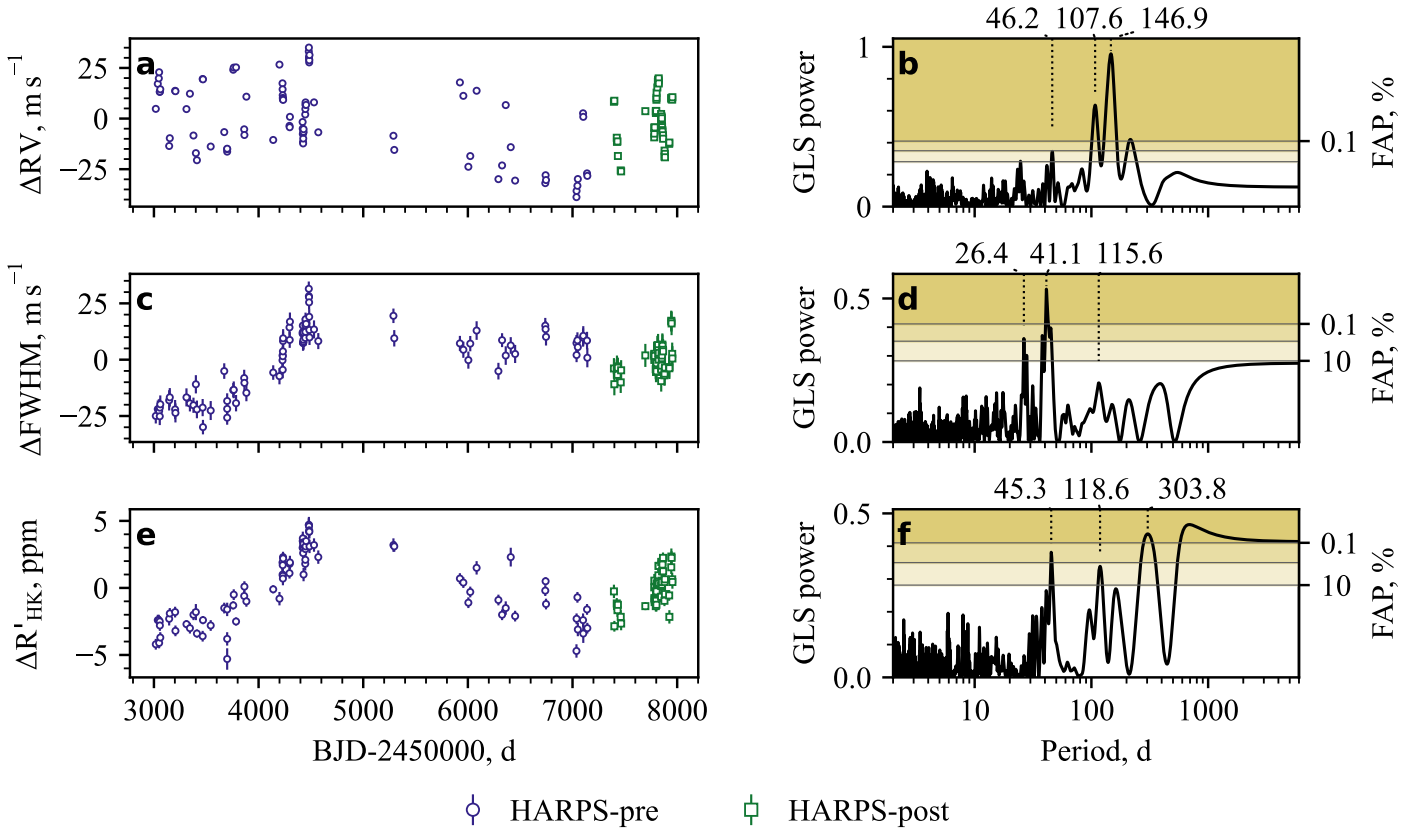 46.2 107.6 146.9
a
25
0
−25
ΔRV, m s⁻¹
b
1
0
GLS power
0.1
FAP, %
26.4 41.1 115.6
c
25
0
−25
ΔFWHM, m s⁻¹
d
0.5
0.0
GLS power
0.1
10
FAP, %
45.3 118.6 303.8
e
5
0
−5
ΔR'HK, ppm
f
0.5
0.0
GLS power
0.1
10
FAP, %
3000 4000 5000 6000 7000 8000
BJD-2450000, d
10 100 1000
Period, d
HARPS-pre HARPS-post